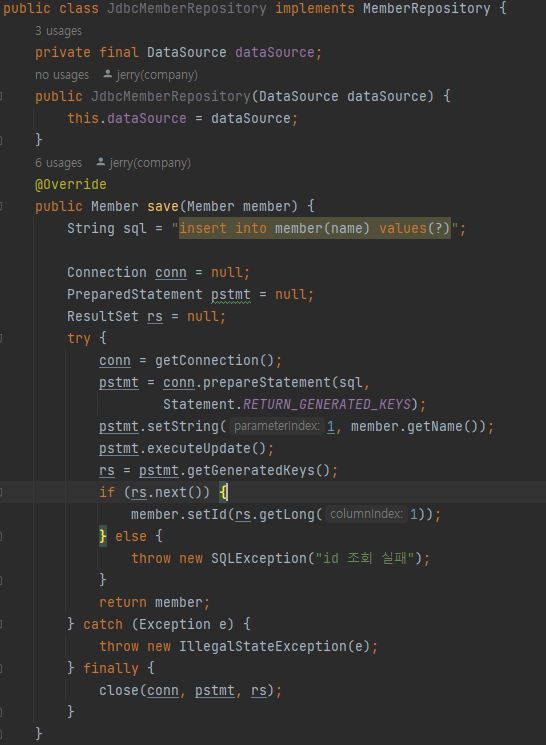 public class JdbcMemberRepository implements MemberRepository {
3 usages
private final DataSource dataSource;
no usages jerry(company)
public JdbcMemberRepository(DataSource dataSource) {
this.dataSource = dataSource;
}
6 usages jerry(company)
@Override
public Member save(Member member) {
String sql = "insert into member(name) values(?)";
Connection conn = null;
PreparedStatement pstmt = null;
ResultSet rs = null;
try {
conn = getConnection();
pstmt = conn.prepareStatement(sql,
Statement.RETURN_GENERATED_KEYS);
pstmt.setString( parameterIndex: 1, member.getName());
pstmt.executeUpdate();
rs = pstmt.getGeneratedKeys();
if (rs.next()) {
member.setId(rs.getLong( columnIndex: 1));
} else {
throw new SQLException("id 조회 실패");
}
return member;
} catch (Exception e) {
throw new IllegalStateException(e);
} finally {
close(conn, pstmt, rs);
}
}